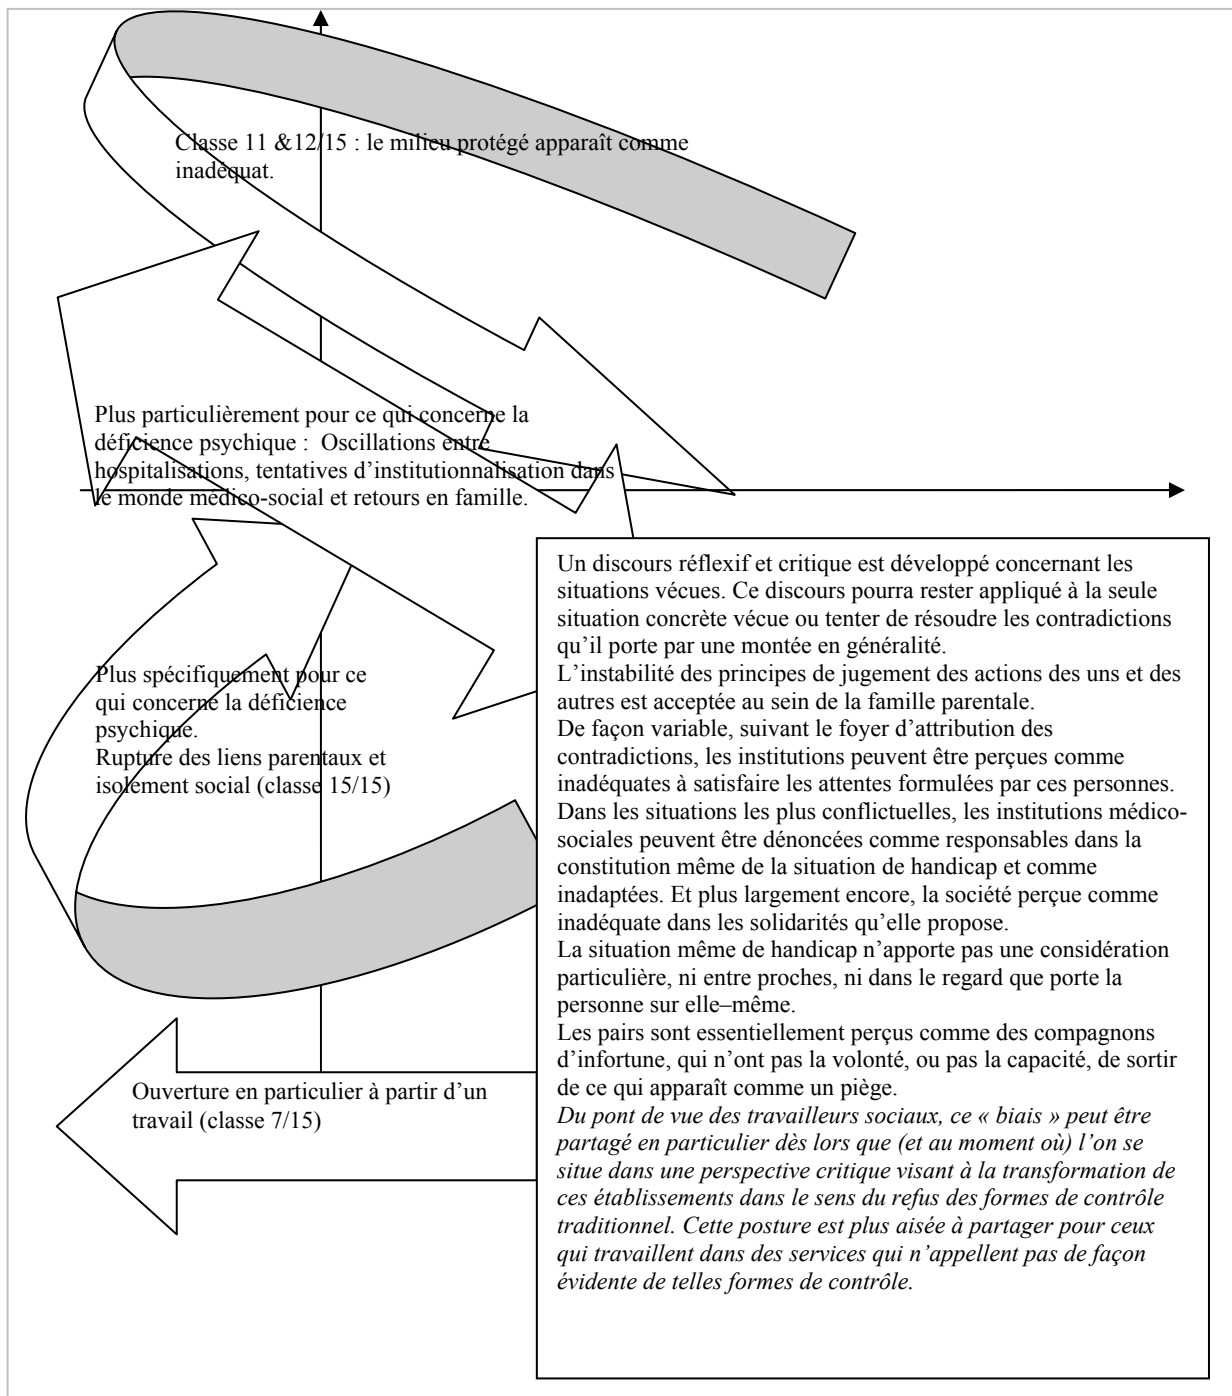 Classe 11 &12/15 : le milieu protégé apparaît comme
inadéquat.
Plus particulièrement pour ce qui concerne la
déficience psychique : Oscillations entre
hospitalisations, tentatives d’institutionnalisation dans
le monde médico-social et retours en famille.
Plus spécifiquement pour ce
qui concerne la déficience
psychique.
Rupture des liens parentaux et
isolement social (classe 15/15)
Ouverture en particulier à partir d’un
travail (classe 7/15)
Un discours réflexif et critique est développé concernant les
situations vécues. Ce discours pourra rester appliqué à la seule
situation concrète vécue ou tenter de résoudre les contradictions
qu’il porte par une montée en généralité.
L’instabilité des principes de jugement des actions des uns et des
autres est acceptée au sein de la famille parentale.
De façon variable, suivant le foyer d’attribution des
contradictions, les institutions peuvent être perçues comme
inadéquates à satisfaire les attentes formulées par ces personnes.
Dans les situations les plus conflictuelles, les institutions médico-
sociales peuvent être dénoncées comme responsables dans la
constitution même de la situation de handicap et comme
inadaptées. Et plus largement encore, la société perçue comme
inadéquate dans les solidarités qu’elle propose.
La situation même de handicap n’apporte pas une considération
particulière, ni entre proches, ni dans le regard que porte la
personne sur elle–même.
Les pairs sont essentiellement perçus comme des compagnons
d’infortune, qui n’ont pas la volonté, ou pas la capacité, de sortir
de ce qui apparaît comme un piège.
Du pont de vue des travailleurs sociaux, ce « biais » peut être
partagé en particulier dès lors que (et au moment où) l’on se
situe dans une perspective critique visant à la transformation de
ces établissements dans le sens du refus des formes de contrôle
traditionnel. Cette posture est plus aisée à partager pour ceux
qui travaillent dans des services qui n’appellent pas de façon
évidente de telles formes de contrôle.